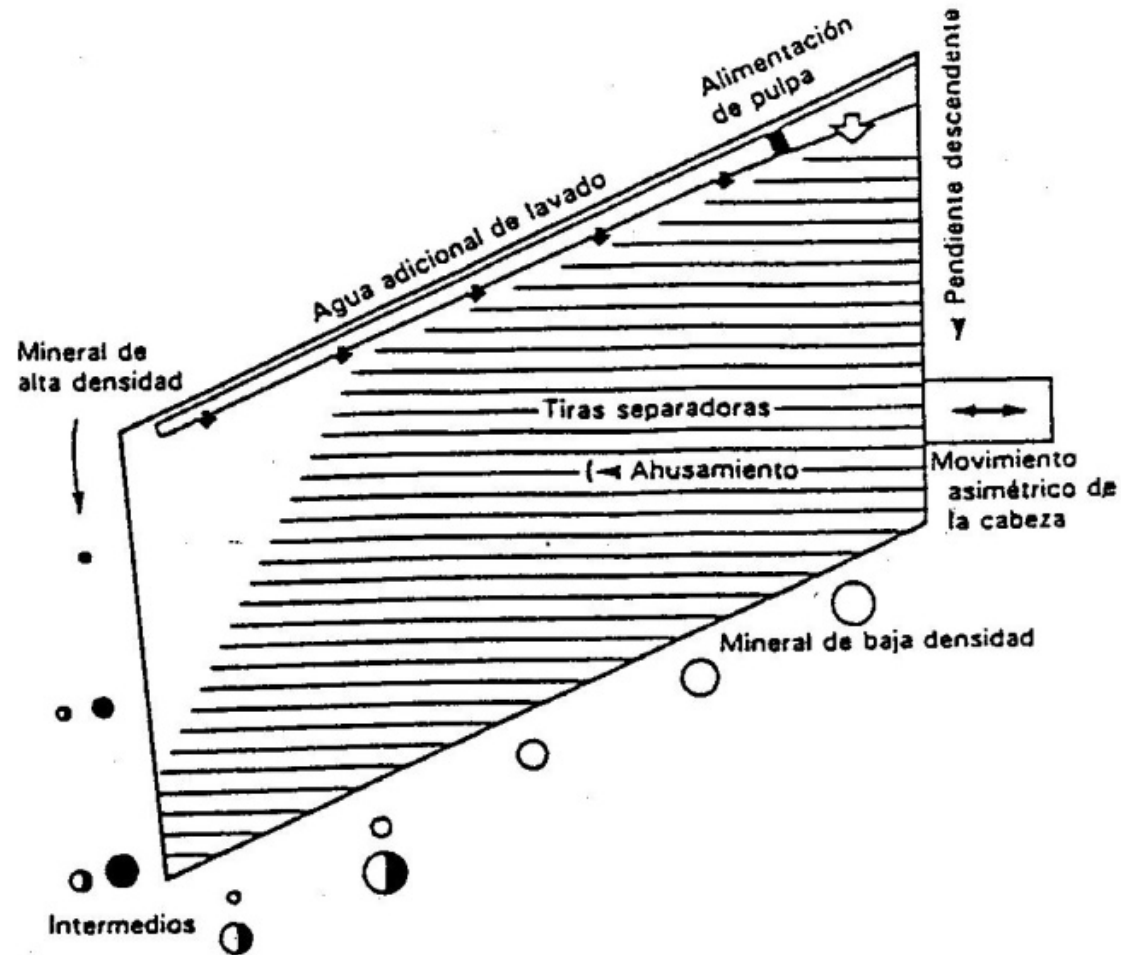 Alimentación
de pulpa
Pendiente descendente
Agua adicional de lavado
Mineral de
alta densidad
Tiras separadoras
Ahusamiento
Movimiento
asimétrico de
la cabeza
Mineral de baja densidad
Intermedios